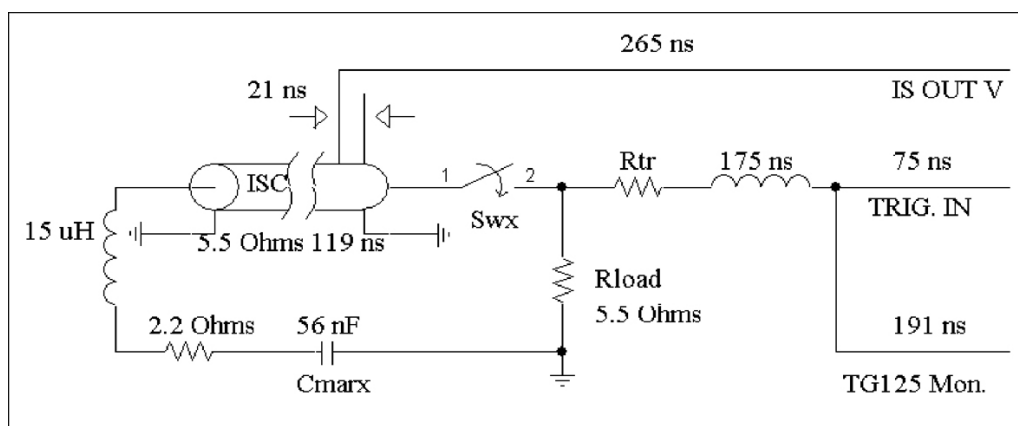 265 ns
21 ns
IS OUT V
Rtr
175 ns
75 ns
ISC
1
2
TRIG. IN
Swx
15 uH
5.5 Ohms 119 ns
Rload
5.5 Ohms
2.2 Ohms
56 nF
191 ns
Cmarx
TG125 Mon.